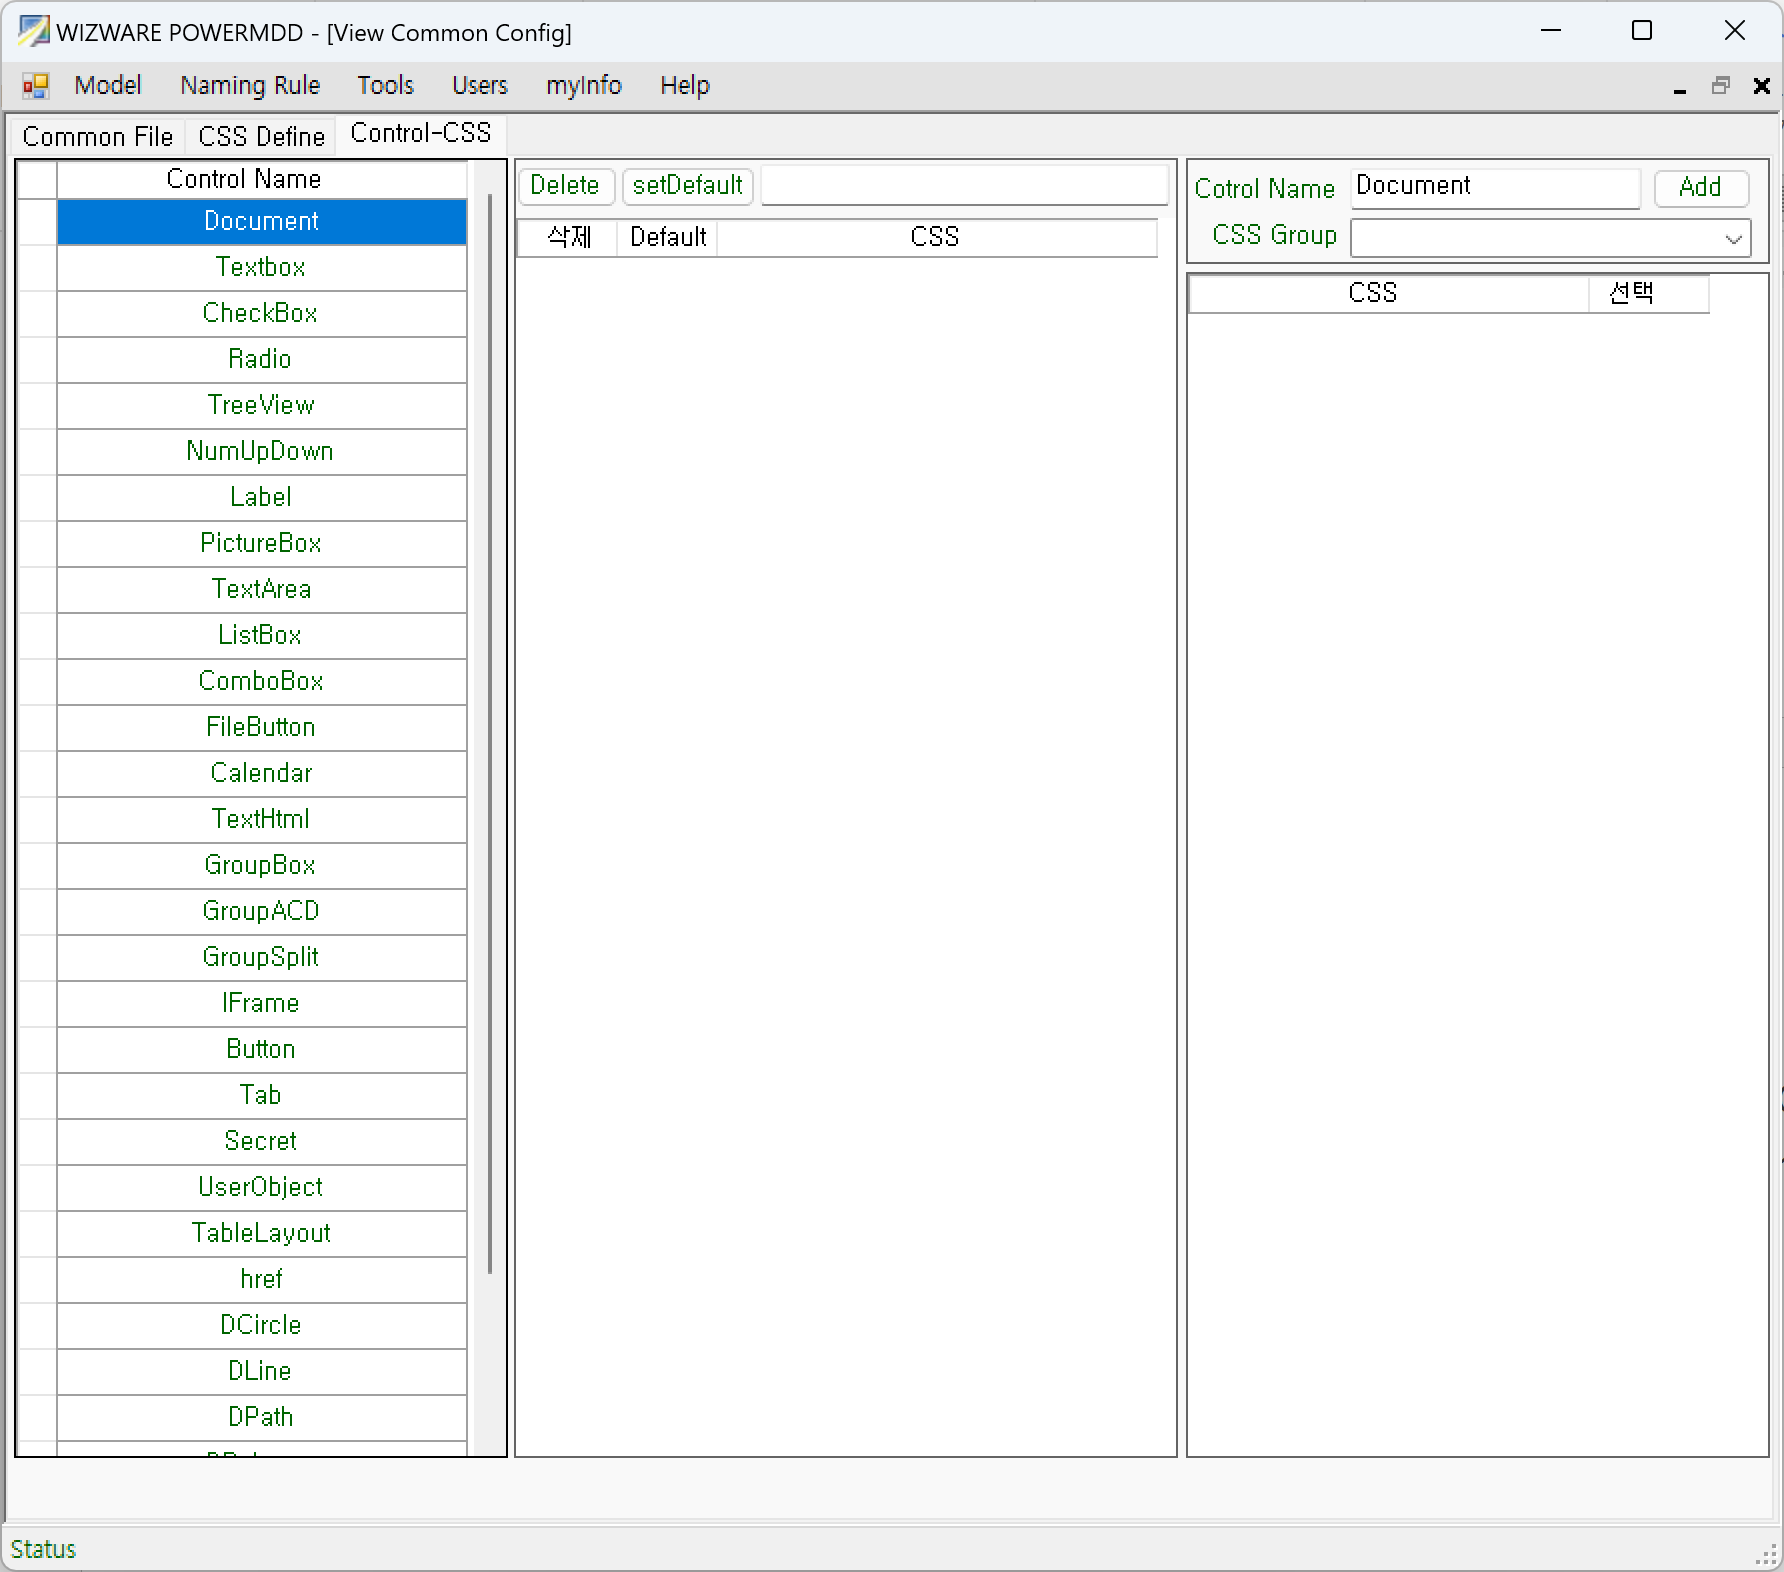 WIZWARE POWERMDD - [View Common Config]
Model Naming Rule Tools Users myInfo Help
Common File CSS Define Control-CSS
Control Name
Document
Textbox
CheckBox
Radio
TreeView
NumUpDown
Label
PictureBox
TextArea
ListBox
ComboBox
FileButton
Calendar
TextHtml
GroupBox
GroupACD
GroupSplit
IFrame
Button
Tab
Secret
UserObject
TableLayout
href
DCircle
DLine
DPath
Delete setDefault
삭제 Default CSS
Cotrol Name Document Add
CSS Group
CSS 선택
Status